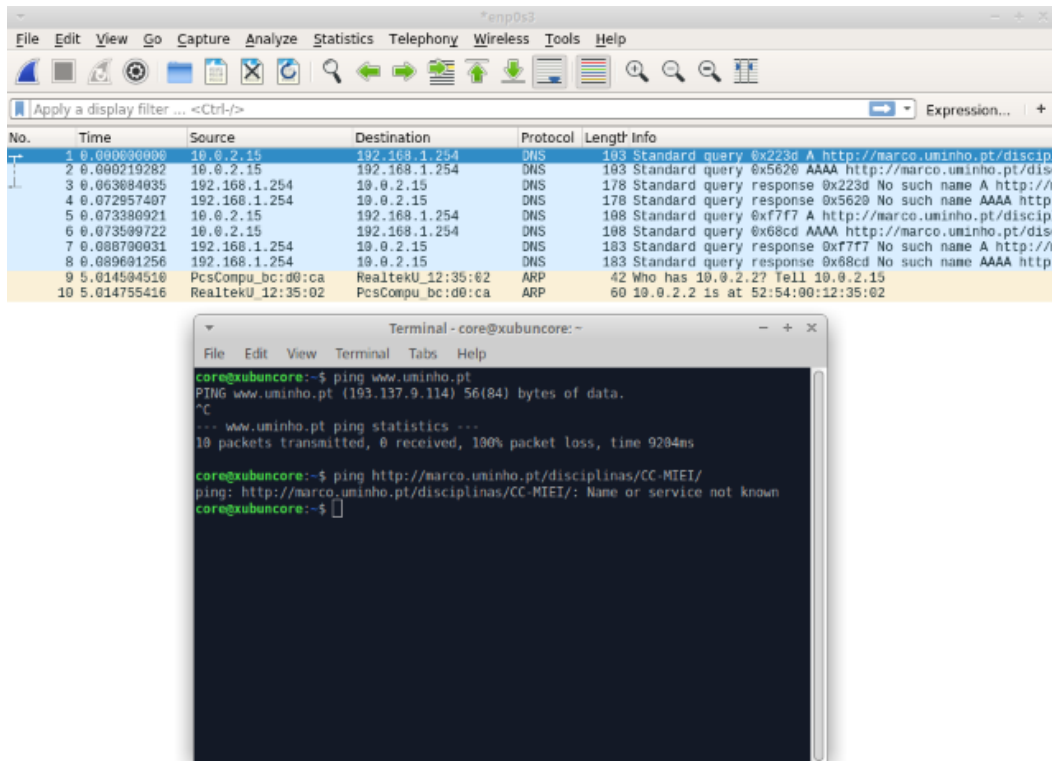 *enp0s3
File Edit View Go Capture Analyze Statistics Telephony Wireless Tools Help
Apply a display filter ... <Ctrl-/> Expression... +
No. Time Source Destination Protocol Length Info
1 0.000000000 10.0.2.15 192.168.1.254 DNS 103 Standard query 0x223d A http://marco.uminho.pt/discip
2 0.000219282 10.0.2.15 192.168.1.254 DNS 103 Standard query 0x5620 AAAA http://marco.uminho.pt/dis
3 0.063084035 192.168.1.254 10.0.2.15 DNS 178 Standard query response 0x223d No such name A http://
4 0.072957407 192.168.1.254 10.0.2.15 DNS 178 Standard query response 0x5620 No such name AAAA http
5 0.073380921 10.0.2.15 192.168.1.254 DNS 108 Standard query 0xf7f7 A http://marco.uminho.pt/discip
6 0.073509722 10.0.2.15 192.168.1.254 DNS 108 Standard query 0x68cd AAAA http://marco.uminho.pt/dis
7 0.088700031 192.168.1.254 10.0.2.15 DNS 183 Standard query response 0xf7f7 No such name A http://
8 0.089601256 192.168.1.254 10.0.2.15 DNS 183 Standard query response 0x68cd No such name AAAA http
9 5.014504510 PcsCompu_bc:d0:ca RealtekU_12:35:02 ARP 42 Who has 10.0.2.2? Tell 10.0.2.15
10 5.014755416 RealtekU_12:35:02 PcsCompu_bc:d0:ca ARP 60 10.0.2.2 is at 52:54:00:12:35:02
Terminal - core@xubuncore: ~
File Edit View Terminal Tabs Help
core@xubuncore:~$ ping www.uminho.pt
PING www.uminho.pt (193.137.9.114) 56(84) bytes of data.
^C
--- www.uminho.pt ping statistics ---
10 packets transmitted, 0 received, 100% packet loss, time 9204ms
core@xubuncore:~$ ping http://marco.uminho.pt/disciplinas/CC-MIEI/
ping: http://marco.uminho.pt/disciplinas/CC-MIEI/: Name or service not known
core@xubuncore:~$